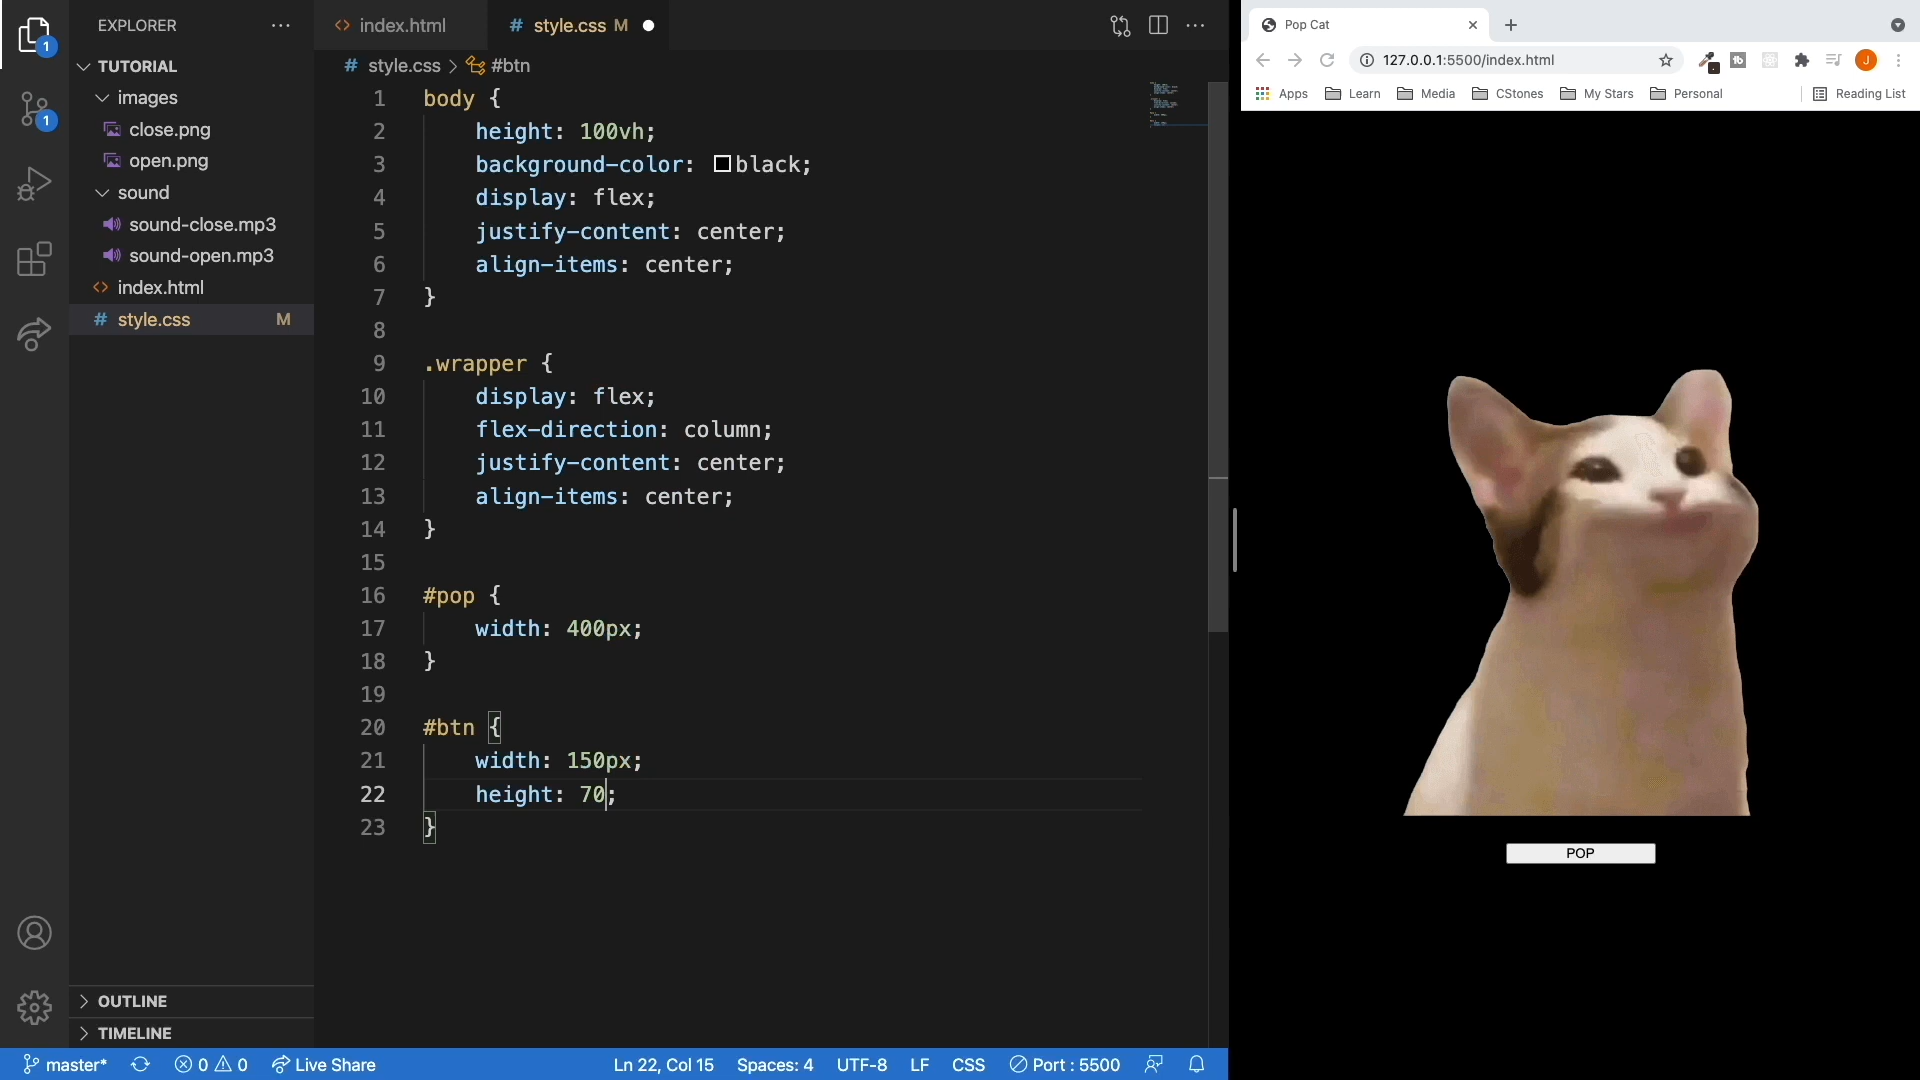 EXPLORER
TUTORIAL
images
close.png
open.png
sound
sound-close.mp3
sound-open.mp3
index.html
style.css M
OUTLINE
TIMELINE
1
1
index.html
# style.css M
# style.css > #btn
1 body {
2 height: 100vh;
3 background-color: black;
4 display: flex;
5 justify-content: center;
6 align-items: center;
7 }
8
9 .wrapper {
10 display: flex;
11 flex-direction: column;
12 justify-content: center;
13 align-items: center;
14 }
15
16 #pop {
17 width: 400px;
18 }
19
20 #btn {
21 width: 150px;
22 height: 70;
23 }
master* 0 0 Live Share
Ln 22, Col 15 Spaces: 4 UTF-8 LF CSS Port : 5500
Pop Cat
127.0.0.1:5500/index.html
J
Apps Learn Media CStones My Stars Personal Reading List
POP